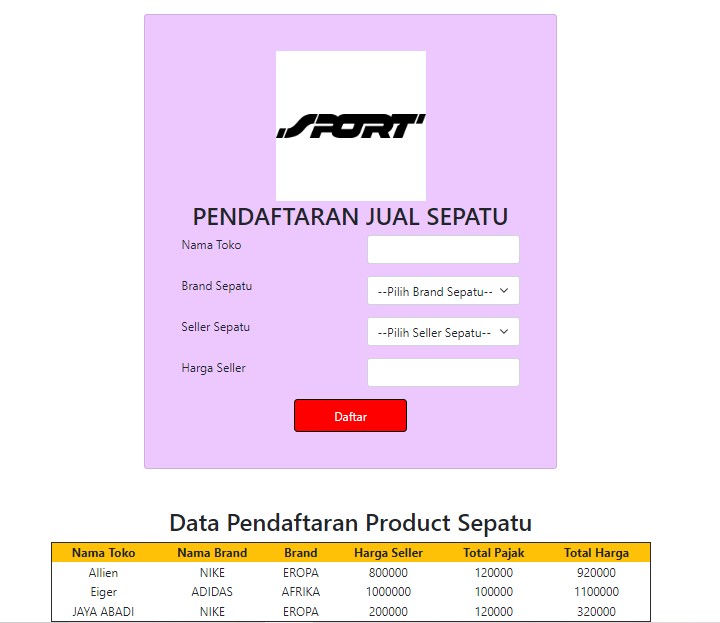 SPORT
PENDAFTARAN JUAL SEPATU
Nama Toko
Brand Sepatu --Pilih Brand Sepatu--
Seller Sepatu --Pilih Seller Sepatu--
Harga Seller
Daftar
Data Pendaftaran Product Sepatu
Nama Toko Nama Brand Brand Harga Seller Total Pajak Total Harga
Allien NIKE EROPA 800000 120000 920000
Eiger ADIDAS AFRIKA 1000000 100000 1100000
JAYA ABADI NIKE EROPA 200000 120000 320000